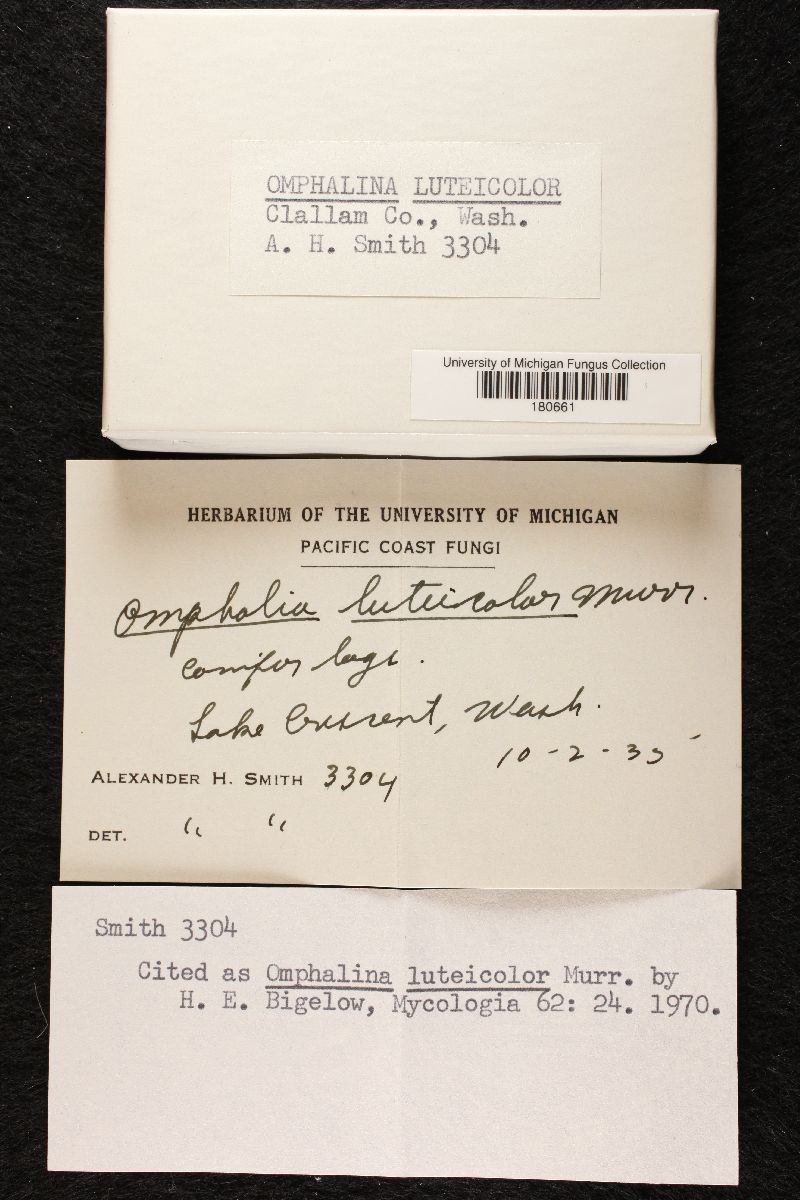 OMPHALINA LUTEICOLOR
Clallam Co., Wash.
A. H. Smith 3304
University of Michigan Fungus Collection
180661
HERBARIUM OF THE UNIVERSITY OF MICHIGAN
PACIFIC COAST FUNGI
Omphalia luteicolor Murr.
Conifer logs.
Lake Crescent, Wash.
10-2-35
ALEXANDER H. SMITH 3304
DET. " "
Smith 3304
Cited as Omphalina luteicolor Murr. by
H. E. Bigelow, Mycologia 62: 24. 1970.